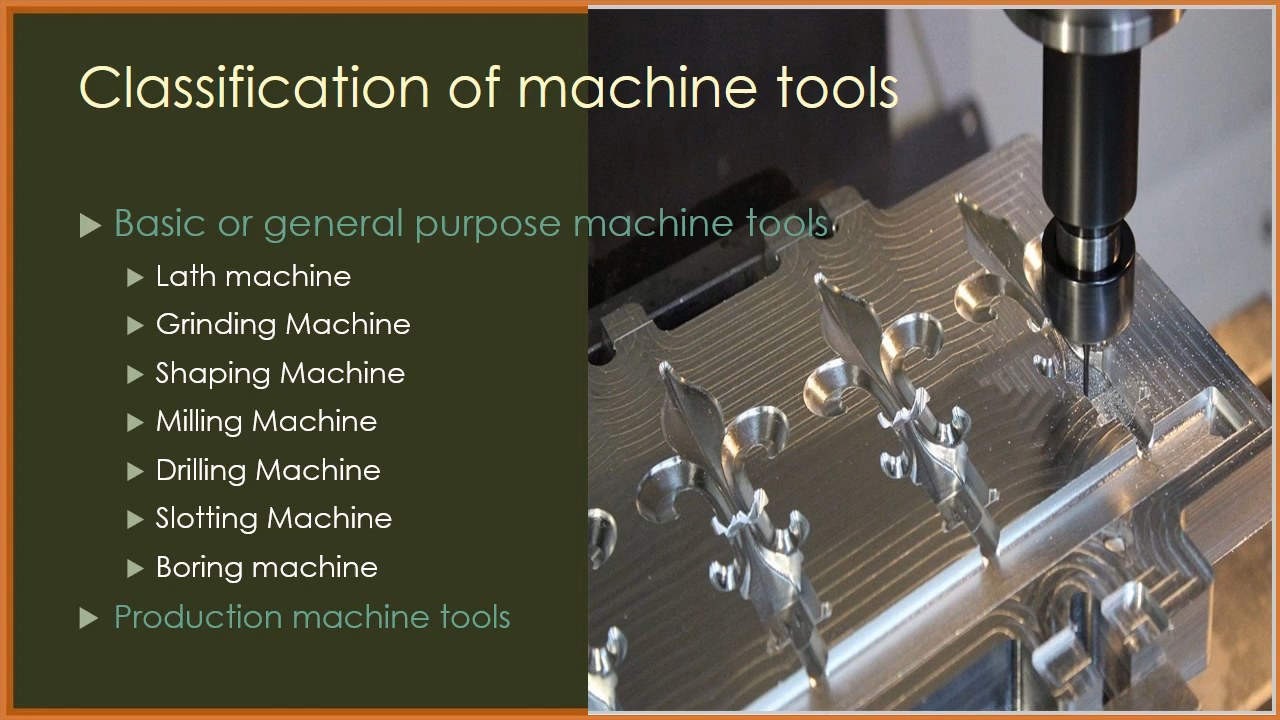 Classification of machine tools
Basic or general purpose machine tools
Lath machine
Grinding Machine
Shaping Machine
Milling Machine
Drilling Machine
Slotting Machine
Boring machine
Production machine tools